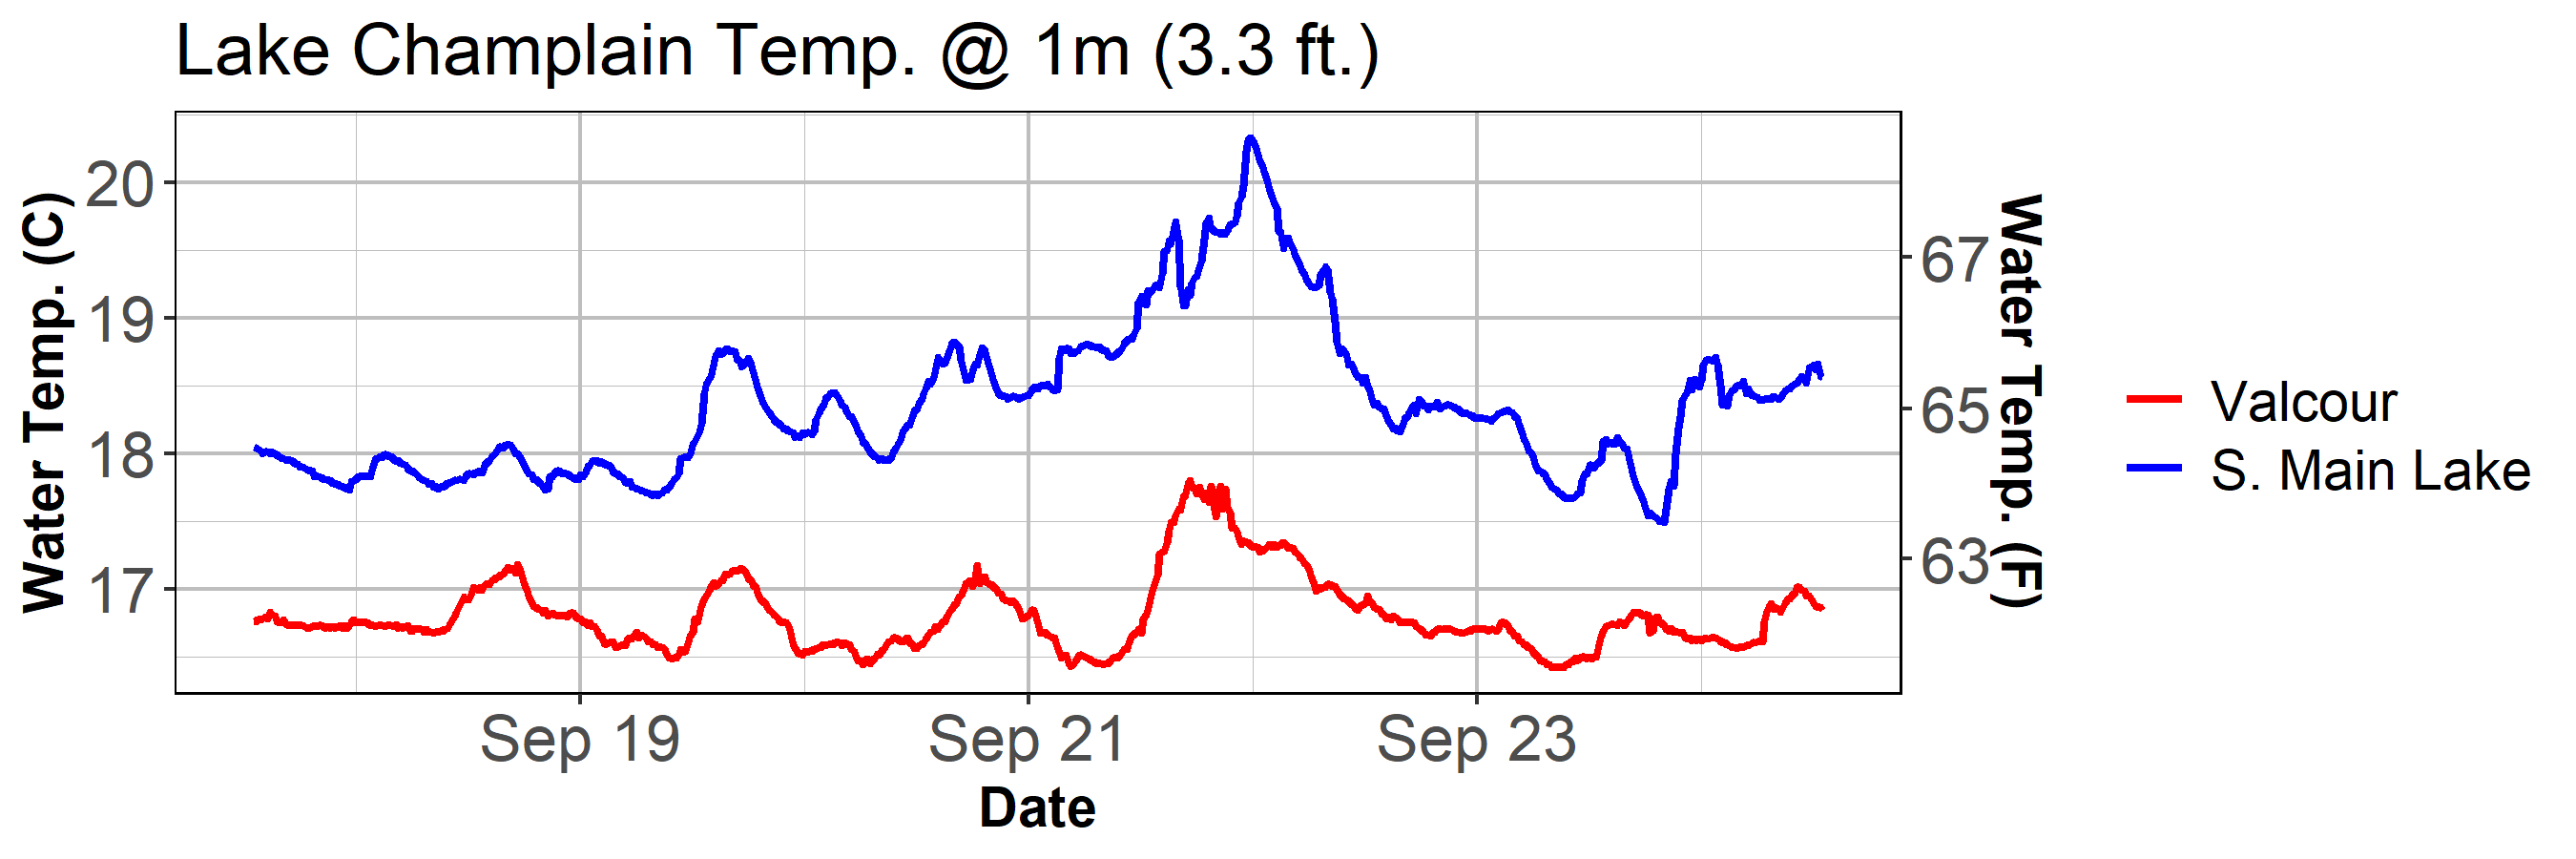 Lake Champlain Temp. @ 1m (3.3 ft.)
Water Temp. (C)
20
19
18
17
67
65
63
Water Temp. (F)
Sep 19
Sep 21
Sep 23
Date
Valcour
S. Main Lake